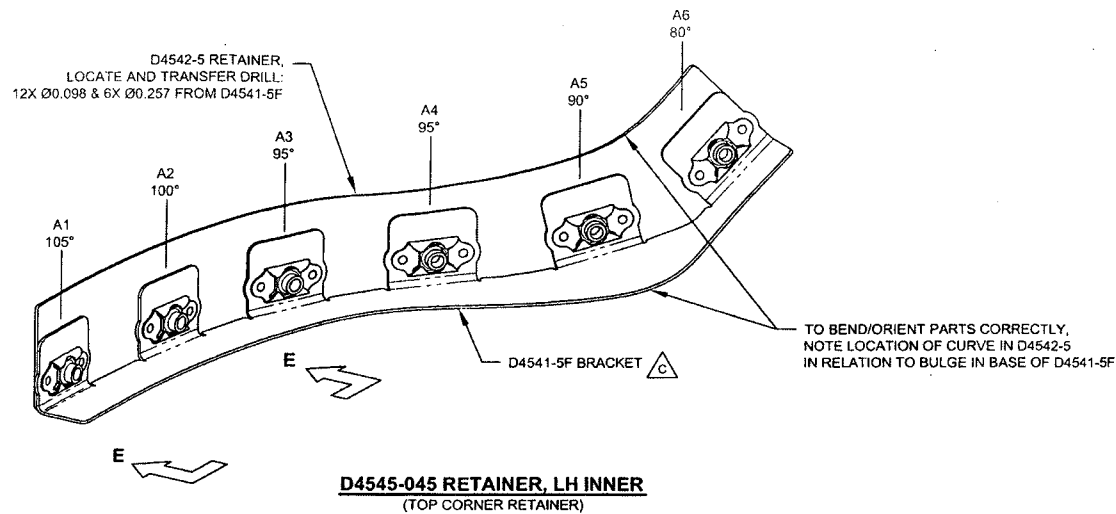 A6
80°
D4542-5 RETAINER,
LOCATE AND TRANSFER DRILL:
12X Ø0.098 & 6X Ø0.257 FROM D4541-5F
A5
90°
A4
95°
A3
95°
A2
100°
A1
105°
TO BEND/ORIENT PARTS CORRECTLY,
NOTE LOCATION OF CURVE IN D4542-5
IN RELATION TO BULGE IN BASE OF D4541-5F
E
D4541-5F BRACKET C
E
D4545-045 RETAINER, LH INNER
(TOP CORNER RETAINER)